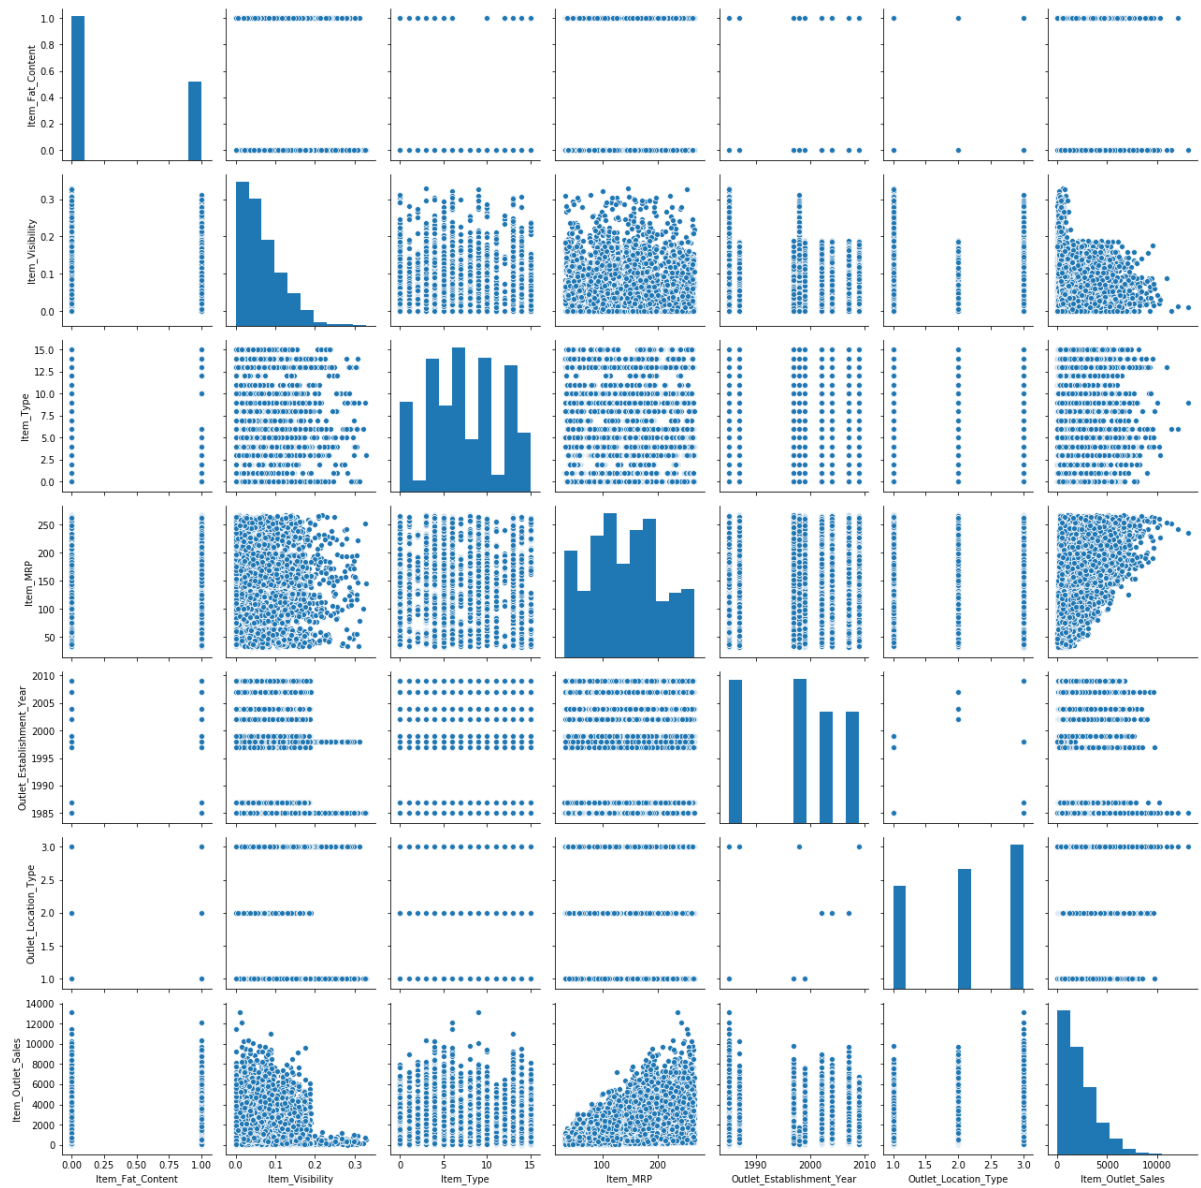 1.0
0.8
0.6
0.4
0.2
0.0
Item_Fat_Content
0.3
0.2
0.1
0.0
Item_Visibility
15.0
12.5
10.0
7.5
5.0
2.5
0.0
Item_Type
250
200
150
100
50
Item_MRP
2010
2005
2000
1995
1990
1985
Outlet_Establishment_Year
3.0
2.5
2.0
1.5
1.0
Outlet_Location_Type
14000
12000
10000
8000
6000
4000
2000
0
Item_Outlet_Sales
0.00 0.25 0.50 0.75 1.00
Item_Fat_Content
0.0 0.1 0.2 0.3
Item_Visibility
0 5 10 15
Item_Type
100 200
Item_MRP
1990 2000 2010
Outlet_Establishment_Year
1.0 1.5 2.0 2.5 3.0
Outlet_Location_Type
0 5000 10000
Item_Outlet_Sales